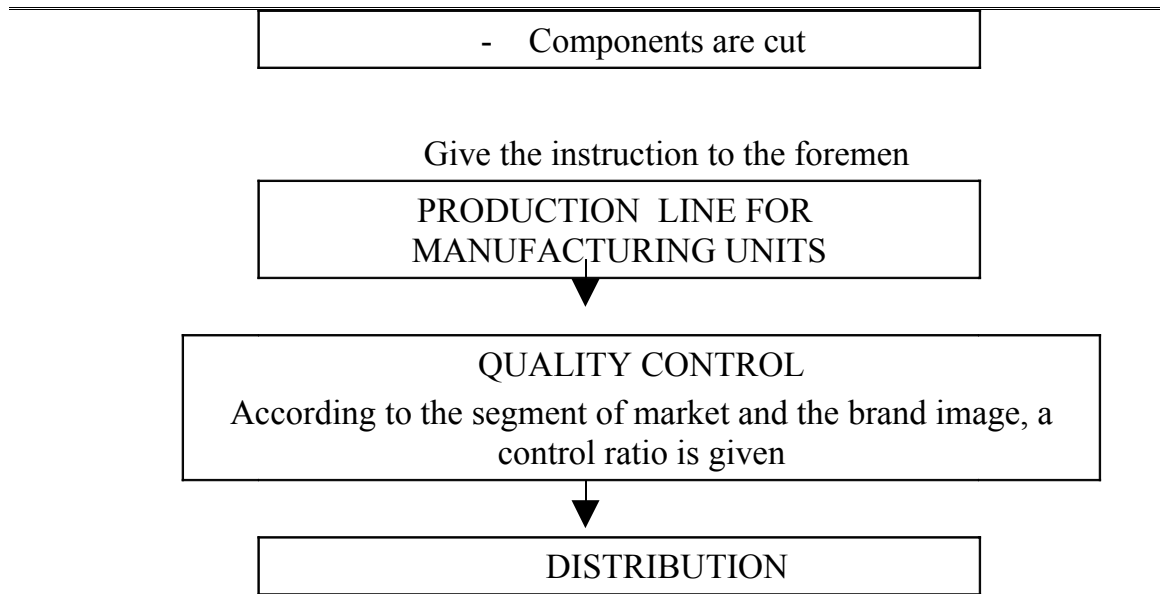 - Components are cut
Give the instruction to the foremen
PRODUCTION LINE FOR
MANUFACTURING UNITS
QUALITY CONTROL
According to the segment of market and the brand image, a
control ratio is given
DISTRIBUTION